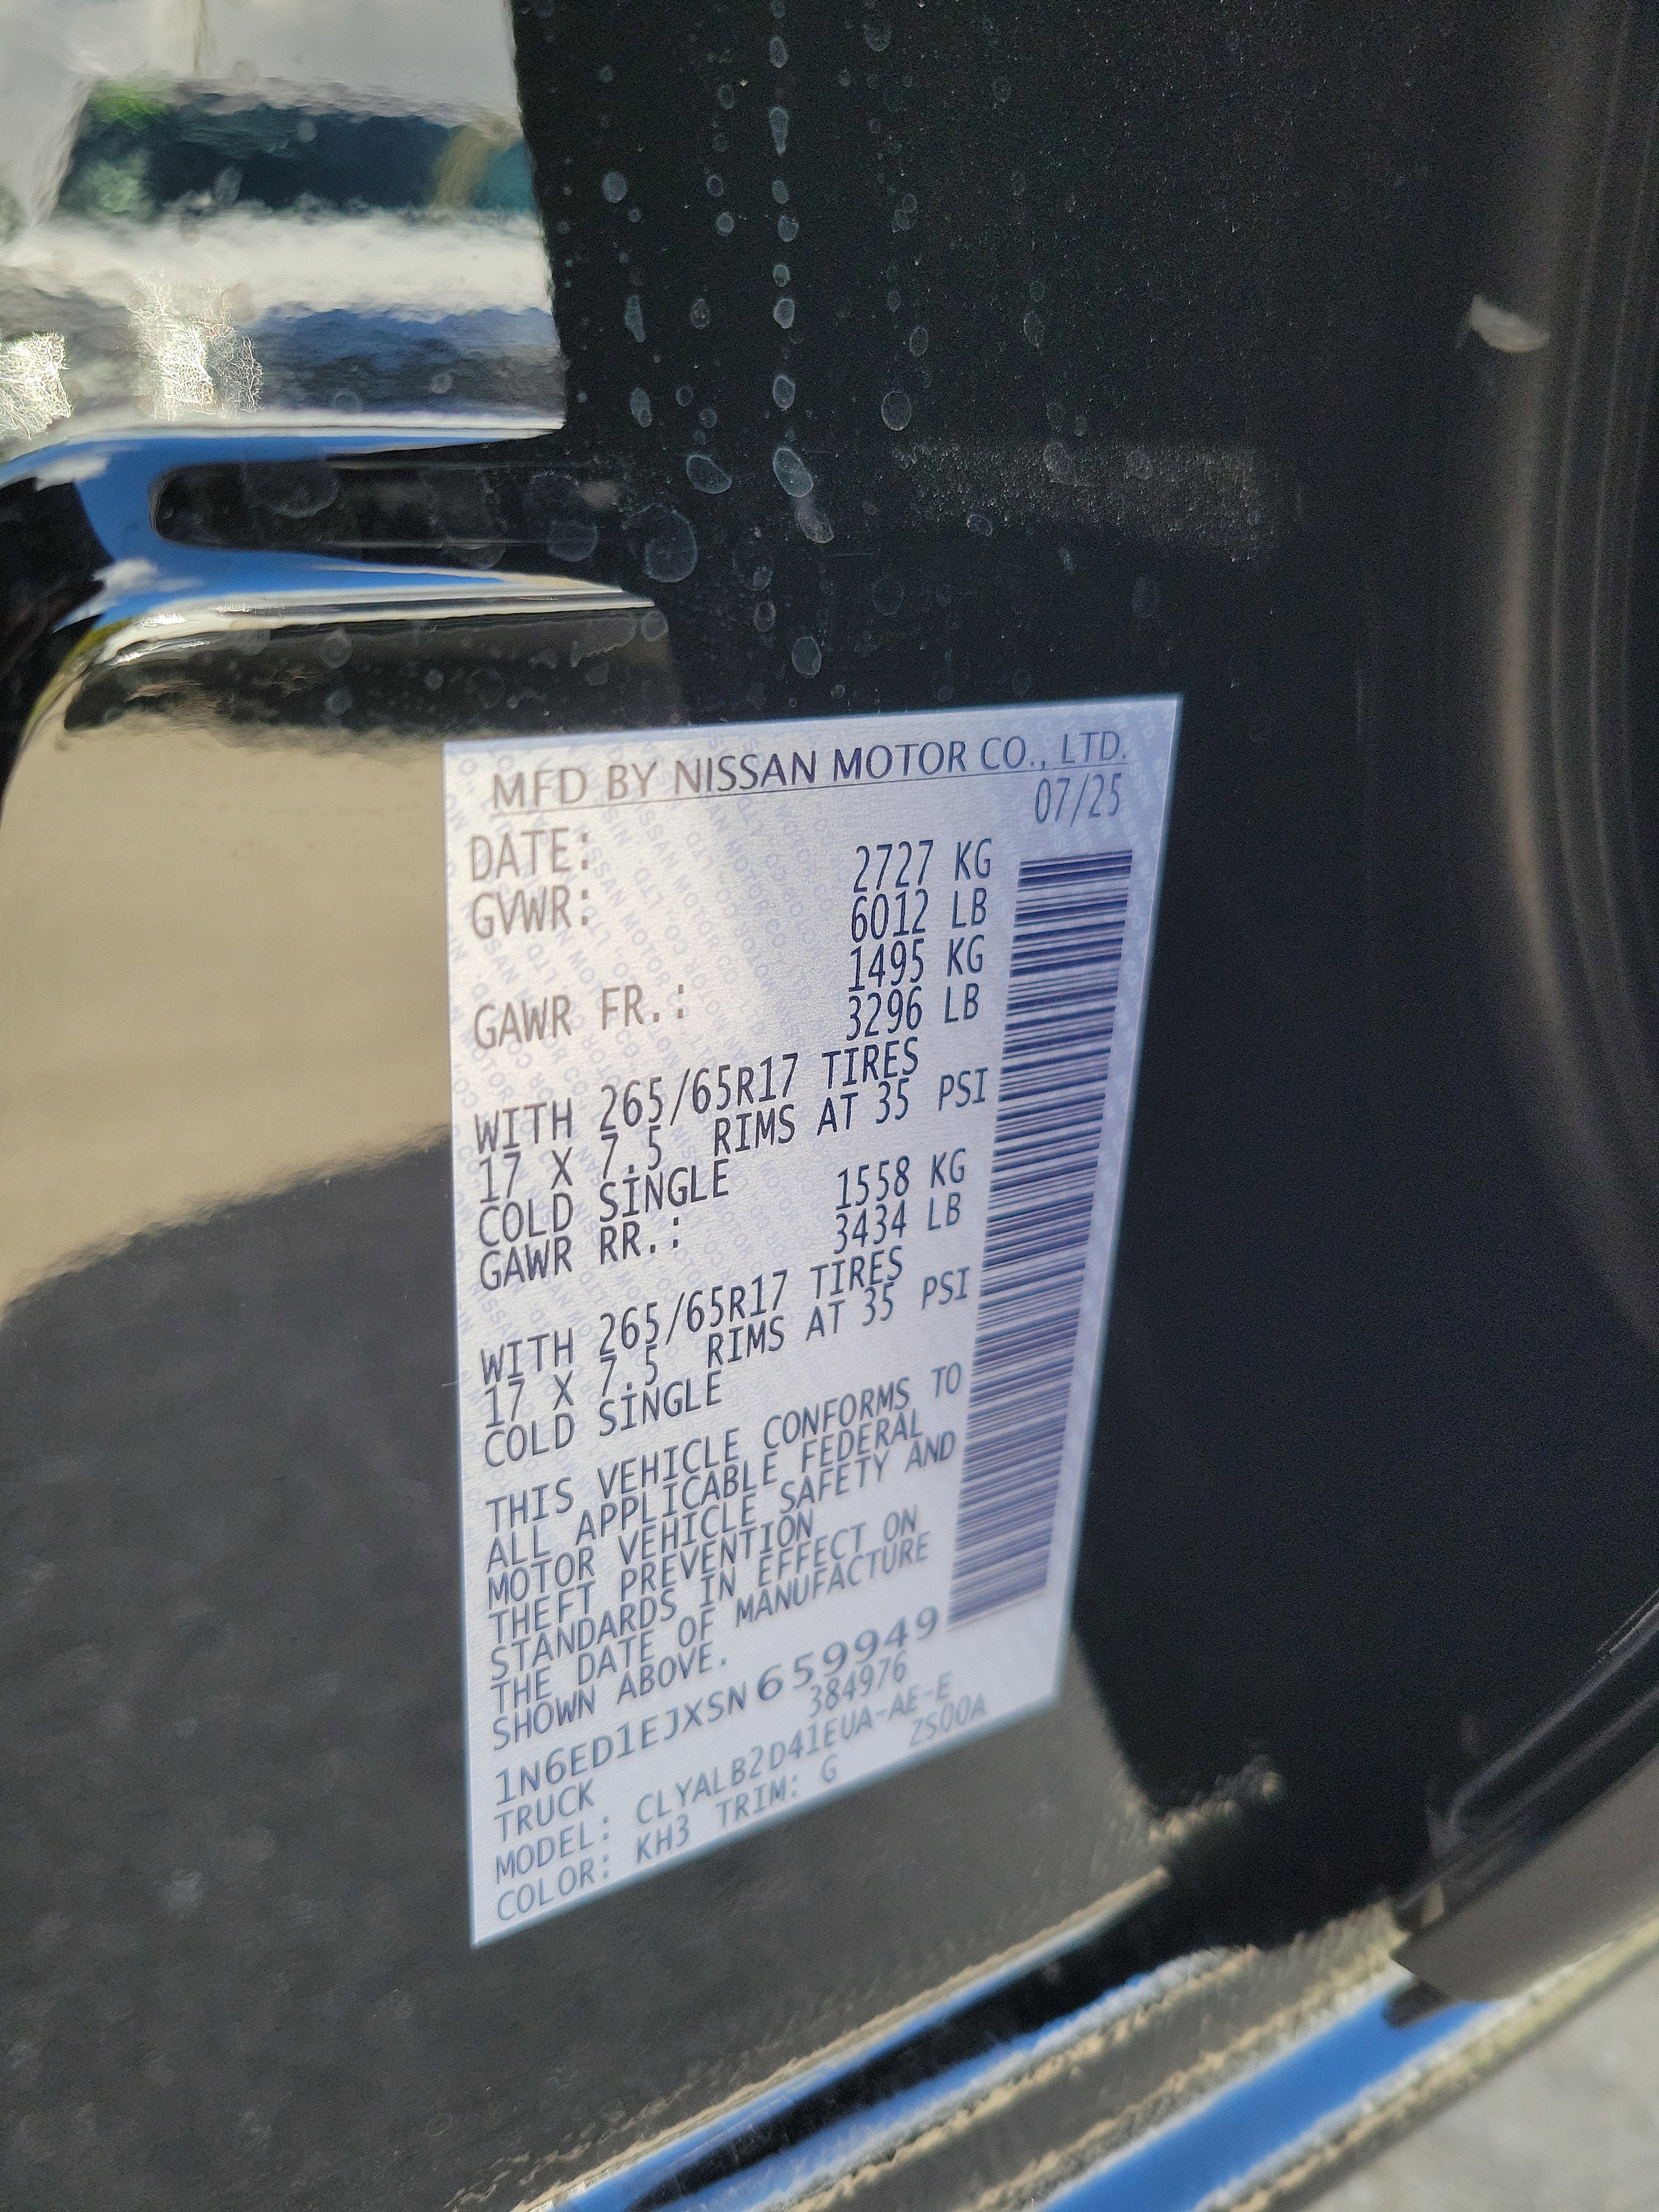 MFD BY NISSAN MOTOR CO., LTD.
DATE: 07/25
GVWR: 2727 KG
6012 LB
GAWR FR.: 1495 KG
3296 LB
WITH 265/65R17 TIRES
17 X 7.5 RIMS AT 35 PSI
COLD SINGLE
GAWR RR.: 1558 KG
3434 LB
WITH 265/65R17 TIRES
17 X 7.5 RIMS AT 35 PSI
COLD SINGLE
THIS VEHICLE CONFORMS TO
ALL APPLICABLE FEDERAL
MOTOR VEHICLE SAFETY AND
THEFT PREVENTION
STANDARDS IN EFFECT ON
THE DATE OF MANUFACTURE
SHOWN ABOVE.
1N6ED1EJXSN659949
TRUCK 384976
MODEL: CLYALB2D41EUA-AE-E
COLOR: KH3 TRIM: G ZS00A